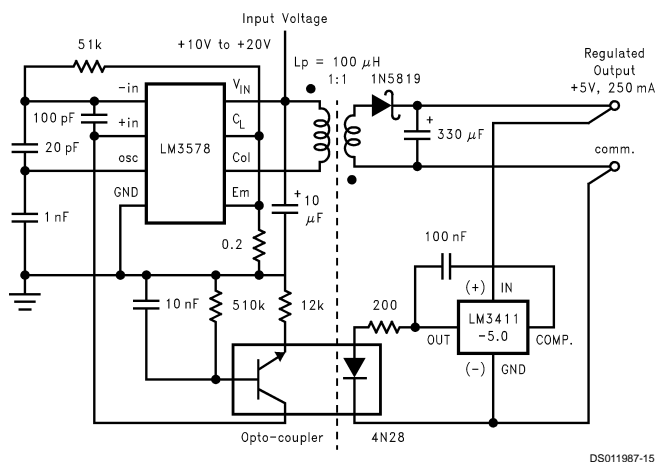 Input Voltage
+10V to +20V
51k
Lp = 100 μH
1:1
1N5819
Regulated
Output
+5V, 250 mA
-in
VIN
100 pF
+in
CL
+
330 μF
20 pF
LM3578
osc
Col
comm.
GND
Em
+
10
μF
1 nF
0.2
100 nF
(+) IN
10 nF
510k
12k
200
LM3411
-5.0
OUT
COMP.
(-) GND
Opto-coupler
4N28
DS011987-15